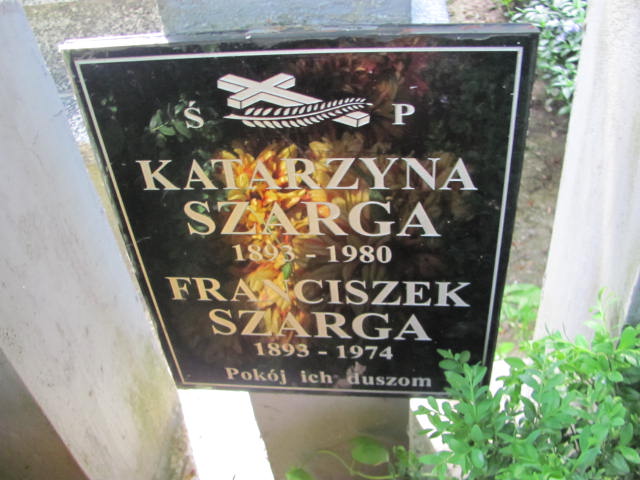 Ś P
KATARZYNA
SZARGA
1893 - 1980
FRANCISZEK
SZARGA
1893 - 1974
Pokój ich duszom